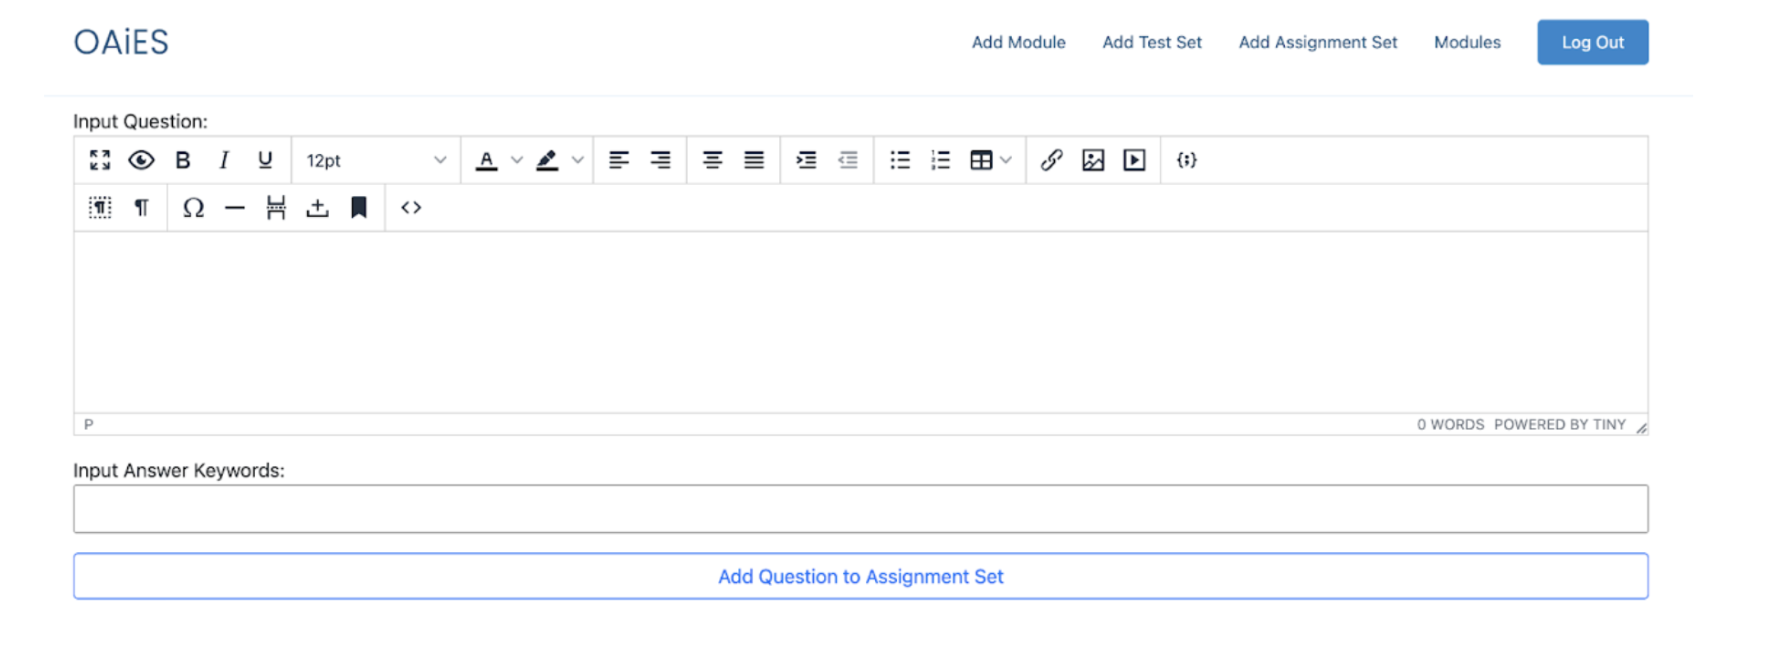 OAiES Add Module Add Test Set Add Assignment Set Modules Log Out
Input Question:
B I U 12pt A
¶ ¶ Ω <>
P 0 WORDS POWERED BY TINY
Input Answer Keywords:
Add Question to Assignment Set